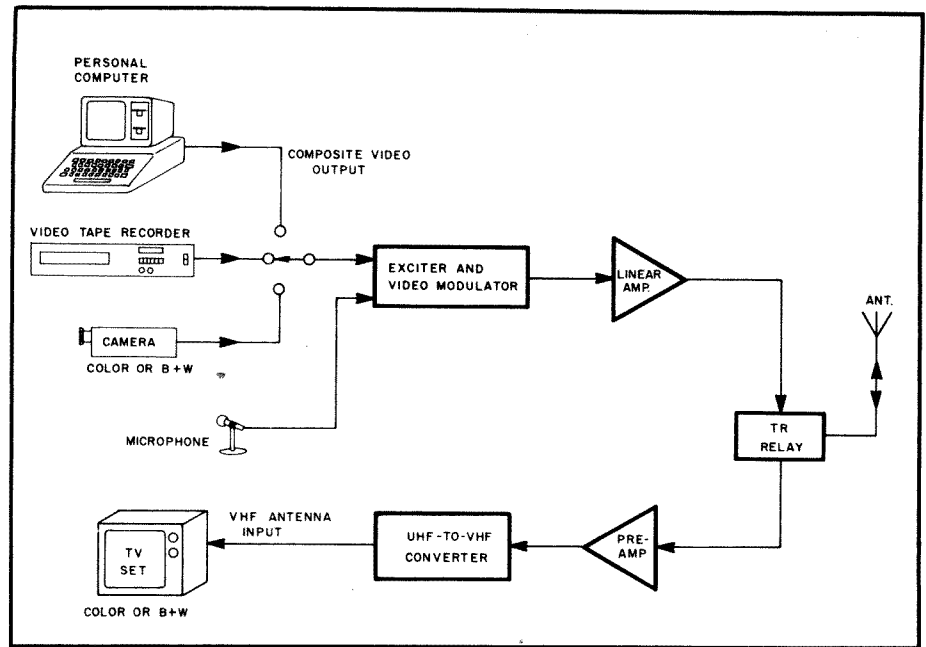 PERSONAL
COMPUTER
COMPOSITE VIDEO
OUTPUT
VIDEO TAPE RECORDER
EXCITER AND
VIDEO MODULATOR
LINEAR
AMP.
ANT.
CAMERA
COLOR OR B+W
TR
RELAY
MICROPHONE
VHF ANTENNA
INPUT
UHF-TO-VHF
CONVERTER
PRE-
AMP
TV
SET
COLOR OR B+W